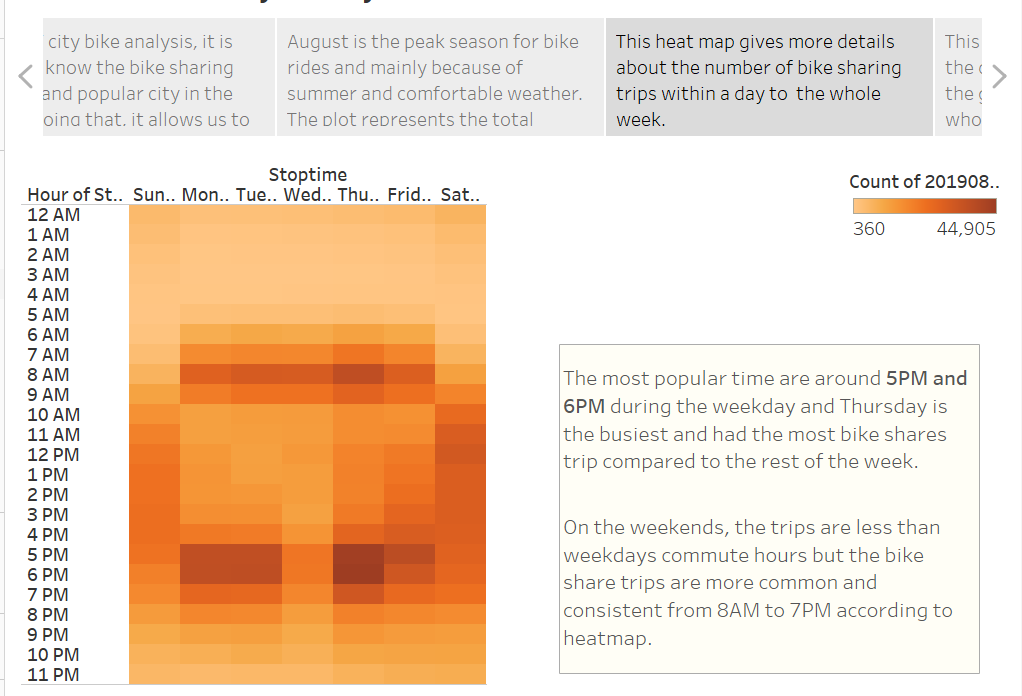 city bike analysis, it is
know the bike sharing
and popular city in the
oing that, it allows us to
August is the peak season for bike
rides and mainly because of
summer and comfortable weather.
The plot represents the total
This heat map gives more details
about the number of bike sharing
trips within a day to the whole
week.
This
the
the
who
Stoptime
Hour of St.. Sun.. Mon.. Tue.. Wed.. Thu.. Frid.. Sat..
12 AM
1 AM
2 AM
3 AM
4 AM
5 AM
6 AM
7 AM
8 AM
9 AM
10 AM
11 AM
12 PM
1 PM
2 PM
3 PM
4 PM
5 PM
6 PM
7 PM
8 PM
9 PM
10 PM
11 PM
Count of 201908..
360 44,905
The most popular time are around 5PM and
6PM during the weekday and Thursday is
the busiest and had the most bike shares
trip compared to the rest of the week.
On the weekends, the trips are less than
weekdays commute hours but the bike
share trips are more common and
consistent from 8AM to 7PM according to
heatmap.